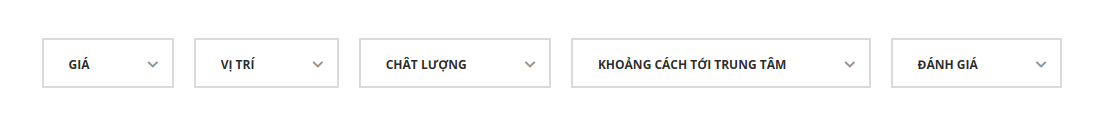 GIÁ
VỊ TRÍ
CHẤT LƯỢNG
KHOẢNG CÁCH TỚI TRUNG TÂM
ĐÁNH GIÁ